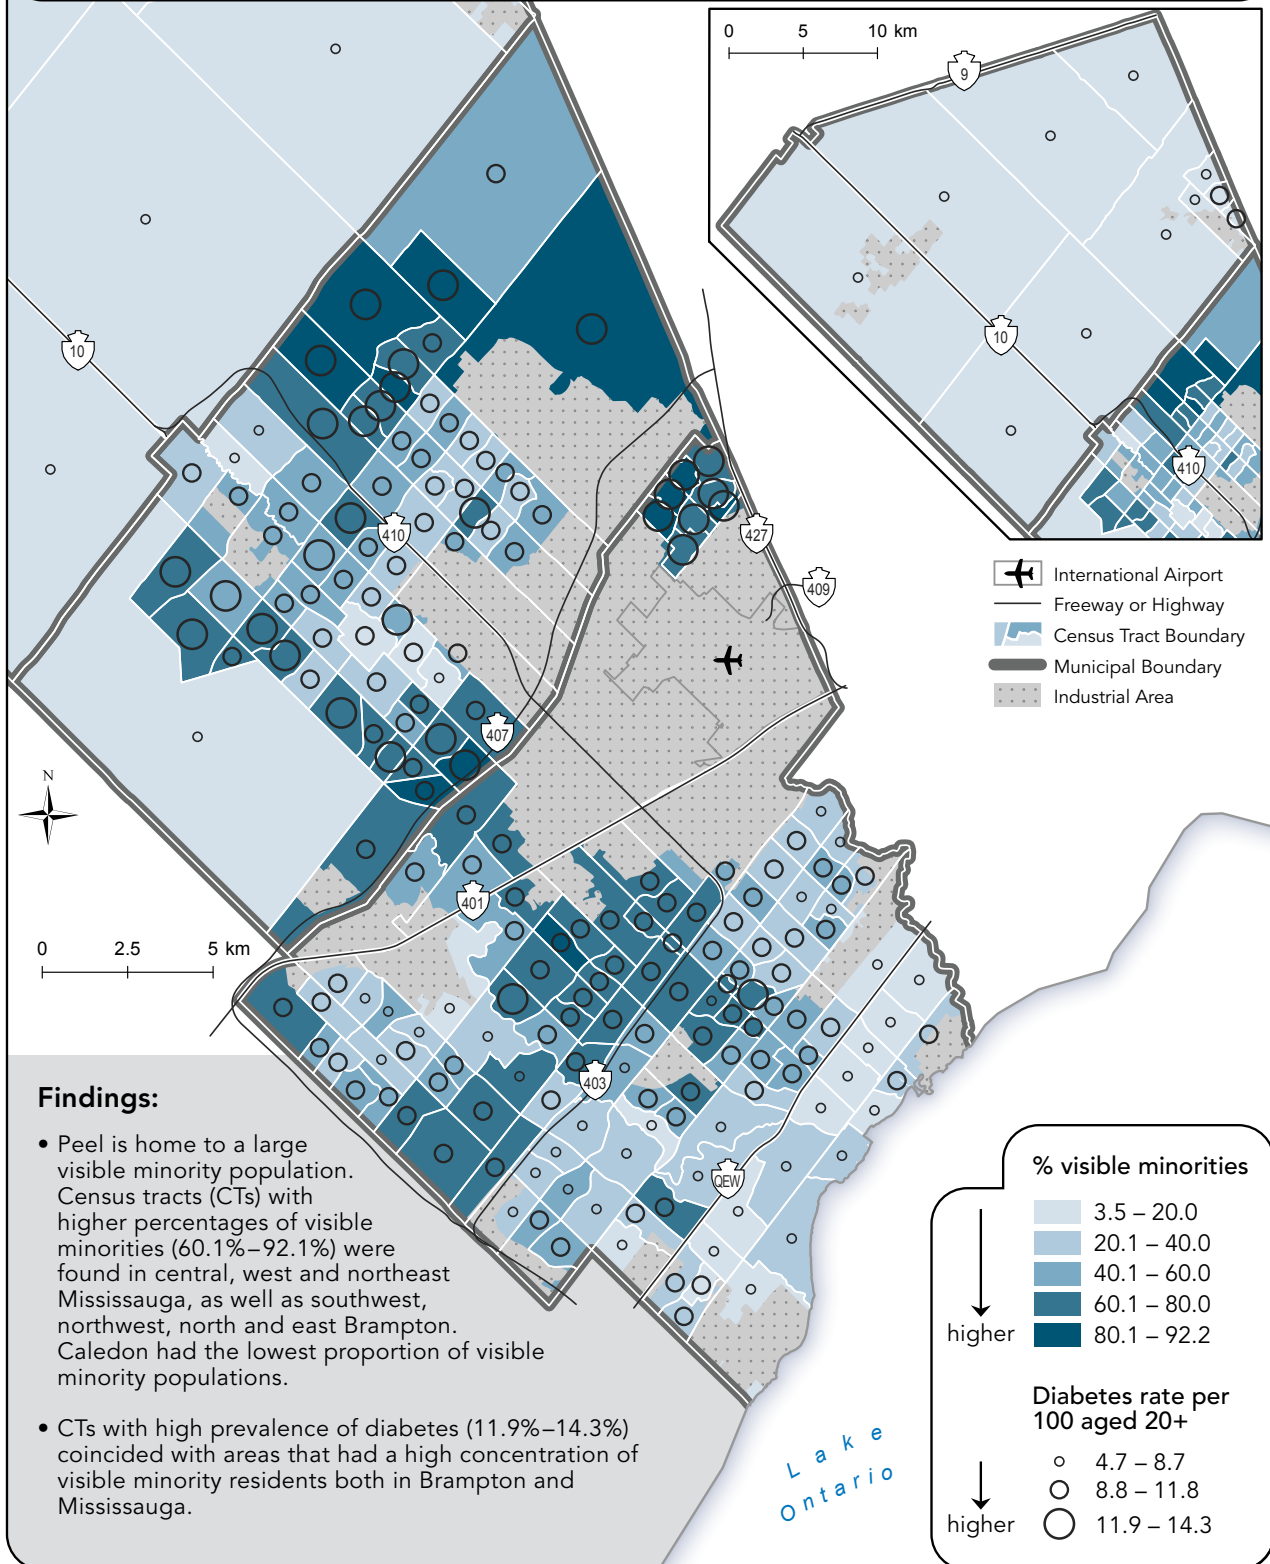 0 5 10 km
9
10
410
10
410
427
409
407
401
403
QEW
International Airport
Freeway or Highway
Census Tract Boundary
Municipal Boundary
Industrial Area
N
0 2.5 5 km
Findings:
• Peel is home to a large
visible minority population.
Census tracts (CTs) with
higher percentages of visible
minorities (60.1%–92.1%) were
found in central, west and northeast
Mississauga, as well as southwest,
northwest, north and east Brampton.
Caledon had the lowest proportion of visible
minority populations.
• CTs with high prevalence of diabetes (11.9%–14.3%)
coincided with areas that had a high concentration of
visible minority residents both in Brampton and
Mississauga.
Lake
Ontario
% visible minorities
3.5 – 20.0
20.1 – 40.0
40.1 – 60.0
60.1 – 80.0
80.1 – 92.2
higher
Diabetes rate per
100 aged 20+
4.7 – 8.7
8.8 – 11.8
11.9 – 14.3
higher